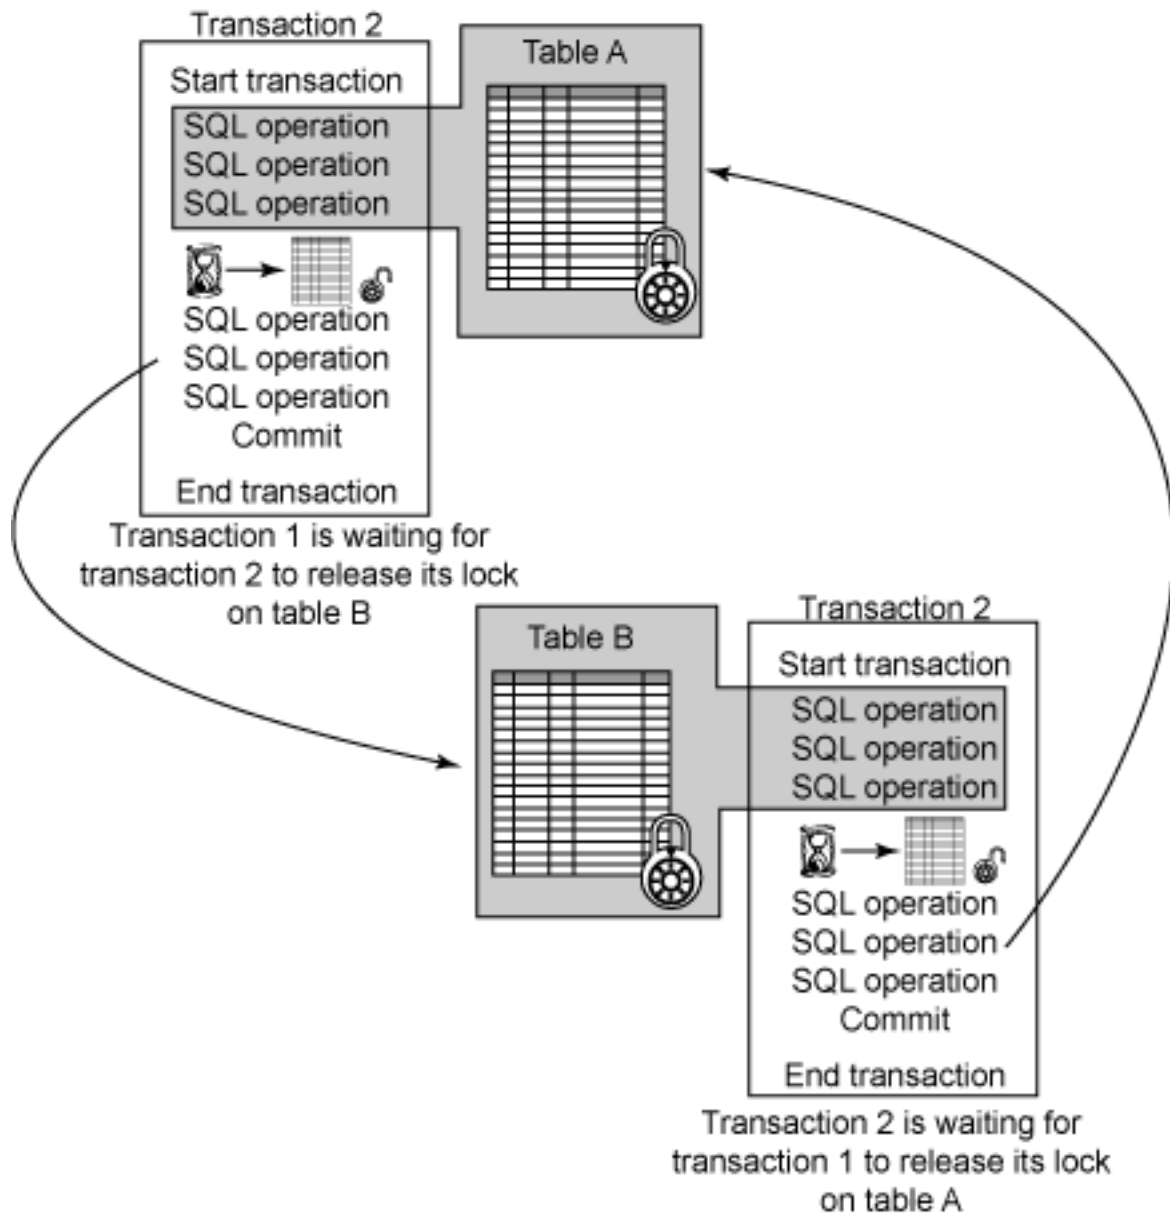 Transaction 2
Table A
Start transaction
SQL operation
SQL operation
SQL operation
SQL operation
SQL operation
SQL operation
Commit
End transaction
Transaction 1 is waiting for
transaction 2 to release its lock
on table B
Transaction 2
Table B
Start transaction
SQL operation
SQL operation
SQL operation
SQL operation
SQL operation
SQL operation
Commit
End transaction
Transaction 2 is waiting for
transaction 1 to release its lock
on table A